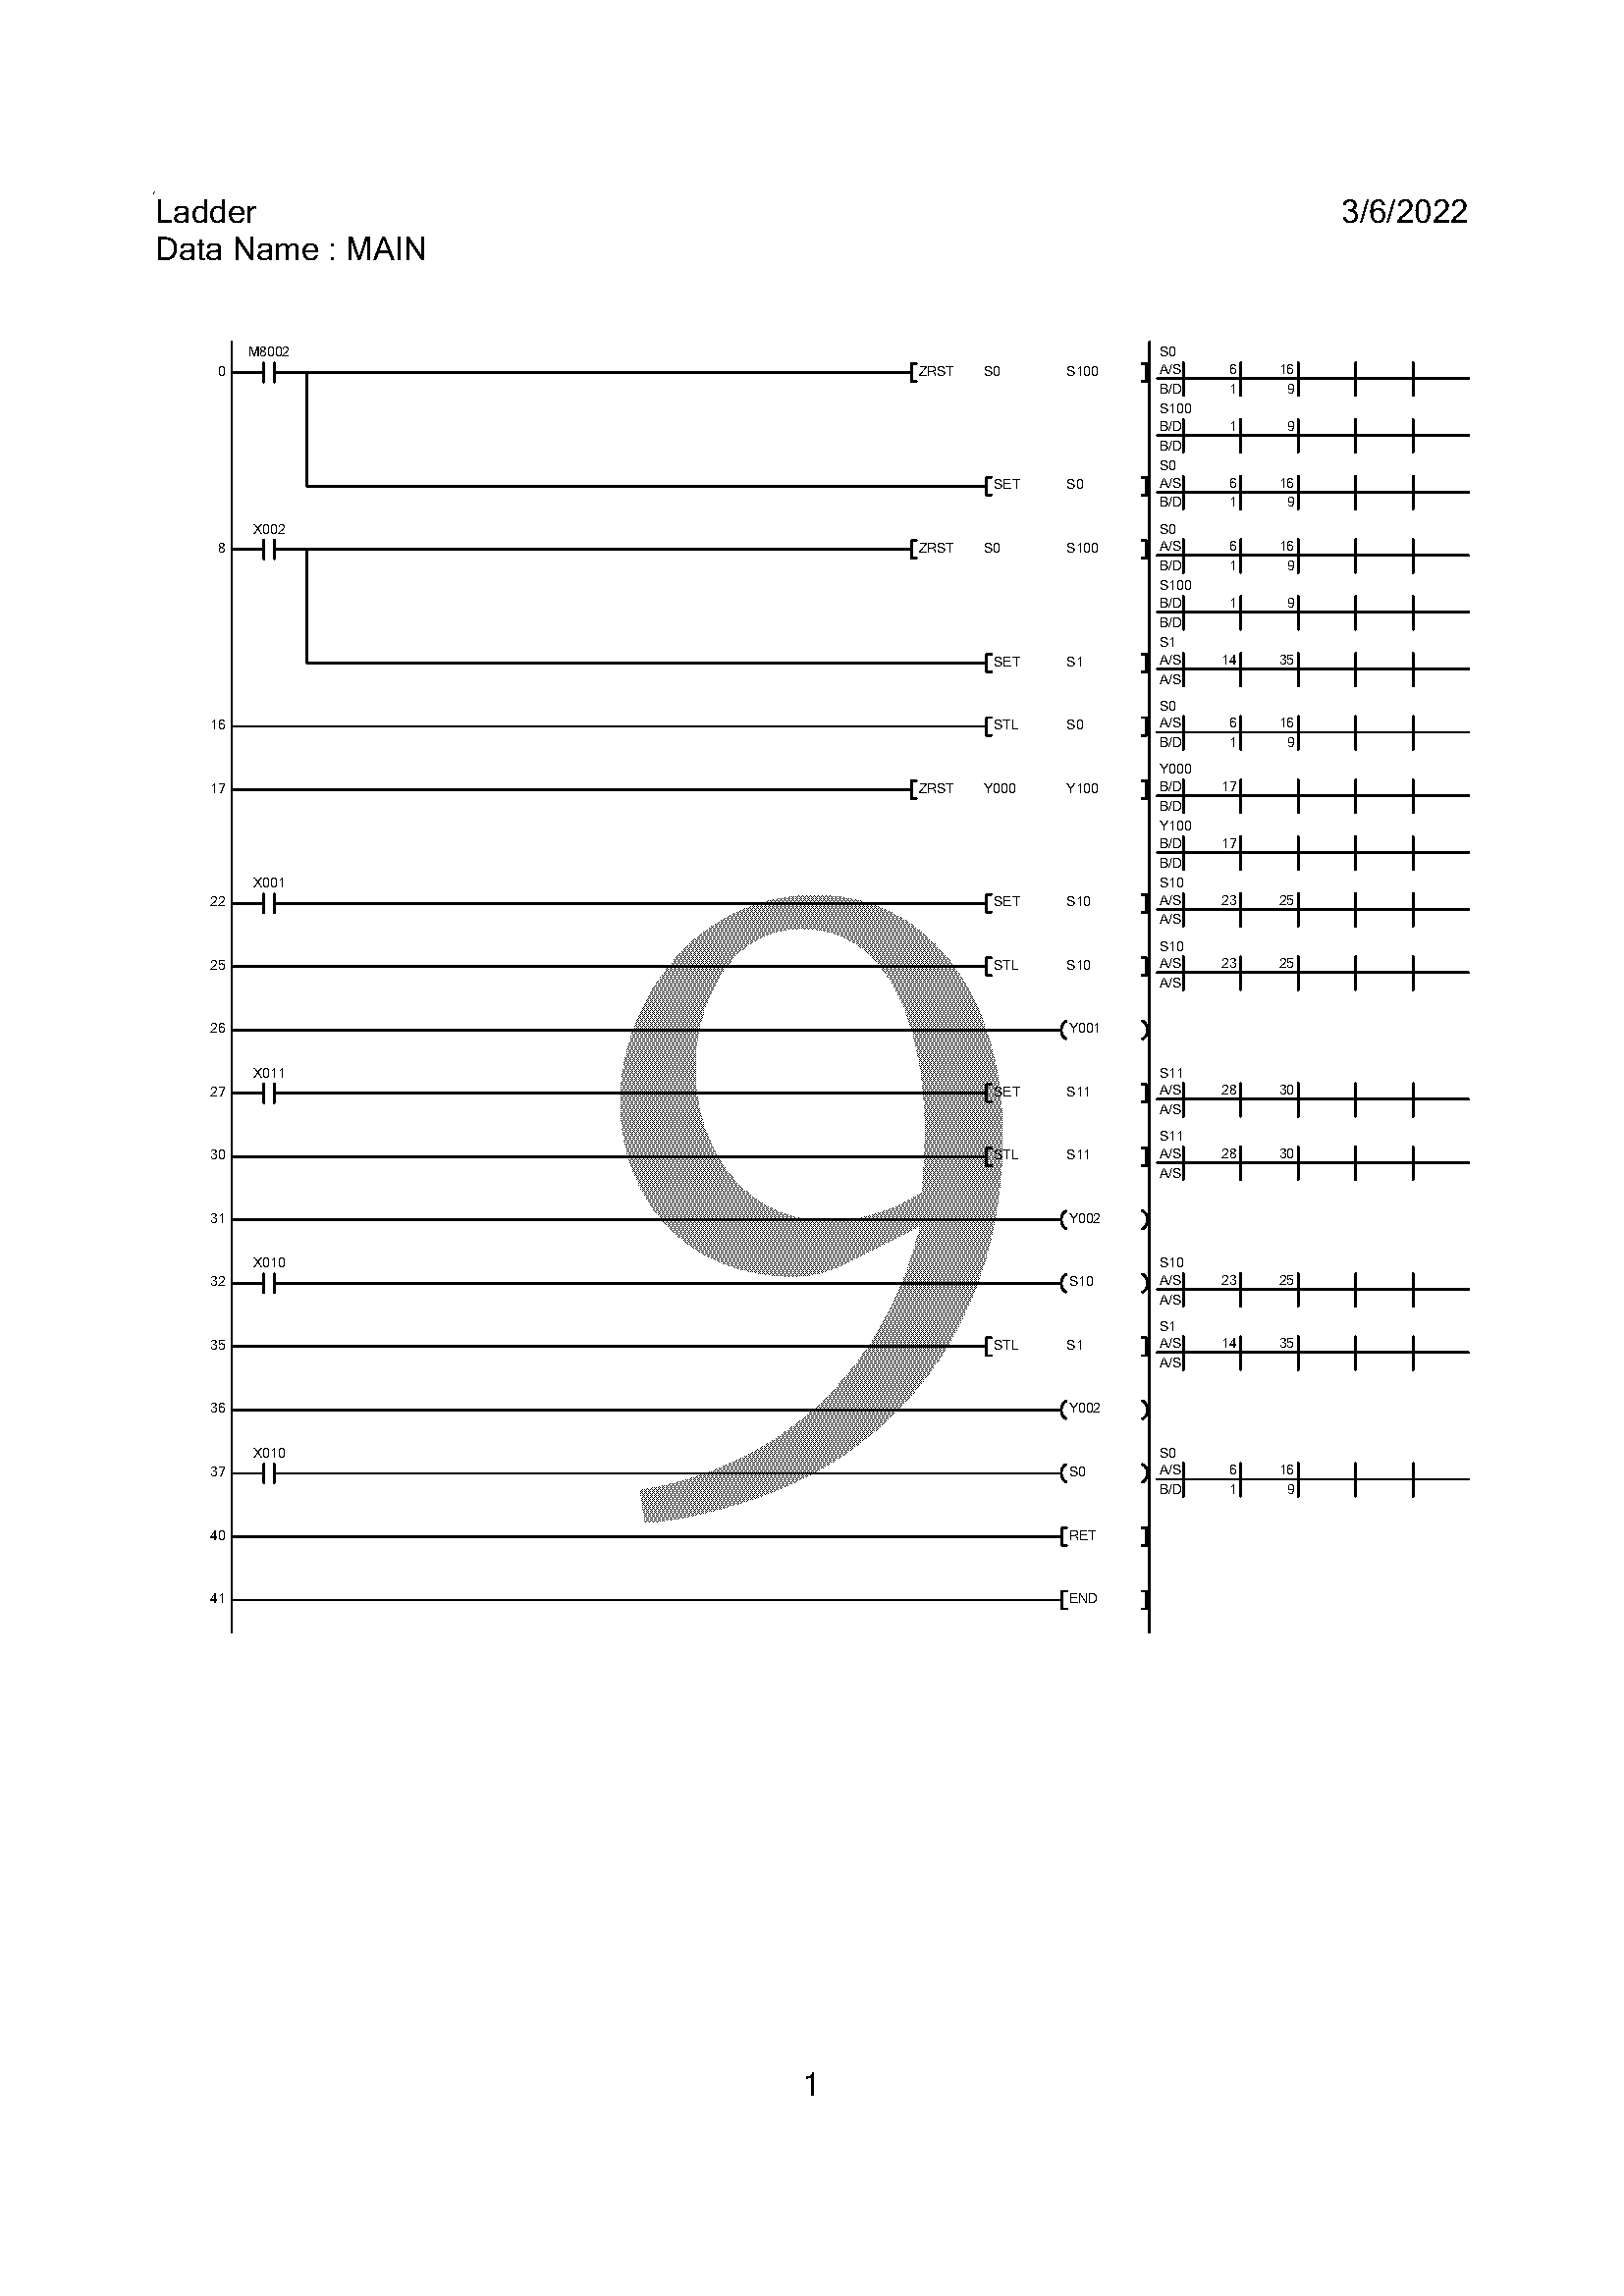 Ladder 3/6/2022
Data Name : MAIN
M8002 S0
0 ZRST S0 S100 A/S 6 16
B/D 1 9
S100
B/D 1 9
B/D
S0
SET S0 A/S 6 16
B/D 1 9
X002 S0
8 ZRST S0 S100 A/S 6 16
B/D 1 9
S100
B/D 1 9
B/D
S1
SET S1 A/S 14 35
A/S
S0
16 STL S0 A/S 6 16
B/D 1 9
Y000
17 ZRST Y000 Y100 B/D 17
B/D
Y100
B/D 17
B/D
X001 S10
22 SET S10 A/S 23 25
A/S
S10
25 STL S10 A/S 23 25
A/S
26 Y001
X011 S11
27 SET S11 A/S 28 30
A/S
S11
30 STL S11 A/S 28 30
A/S
31 Y002
X010 S10
32 S10 A/S 23 25
A/S
S1
35 STL S1 A/S 14 35
A/S
36 Y002
X010 S0
37 S0 A/S 6 16
B/D 1 9
40 RET
41 END
9
1